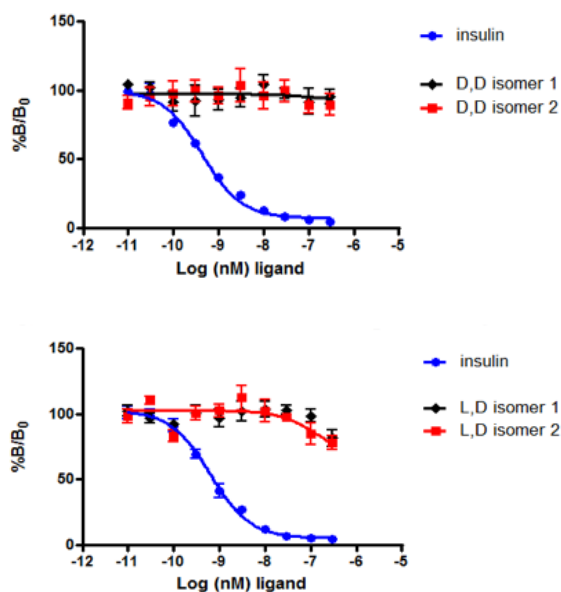 150
100
50
0
%B/B0
-12 -11 -10 -9 -8 -7 -6 -5
Log (nM) ligand
insulin
D,D isomer 1
D,D isomer 2
150
100
50
0
%B/B0
-12 -11 -10 -9 -8 -7 -6 -5
Log (nM) ligand
insulin
L,D isomer 1
L,D isomer 2